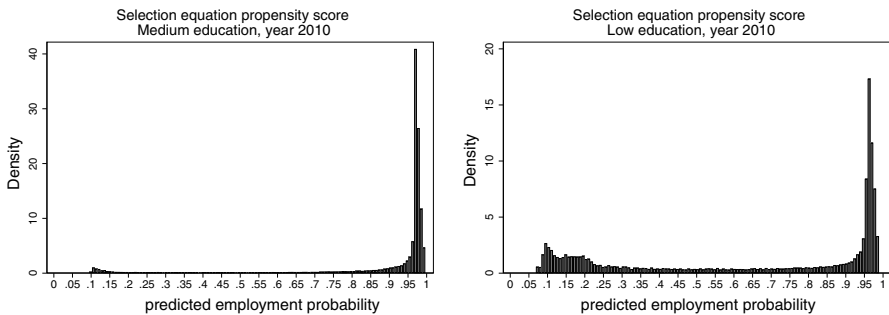 Selection equation propensity score
Medium education, year 2010
Density
40
30
20
10
0
0 .05 .1 .15 .2 .25 .3 .35 .4 .45 .5 .55 .6 .65 .7 .75 .8 .85 .9 .95 1
predicted employment probability
Selection equation propensity score
Low education, year 2010
Density
20
15
10
5
0
0 .05 .1 .15 .2 .25 .3 .35 .4 .45 .5 .55 .6 .65 .7 .75 .8 .85 .9 .95 1
predicted employment probability